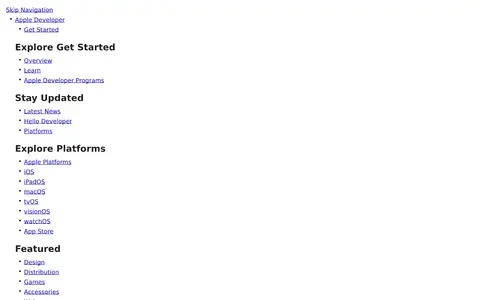 Skip Navigation
Apple Developer
Get Started
Explore Get Started
Overview
Learn
Apple Developer Programs
Stay Updated
Latest News
Hello Developer
Platforms
Explore Platforms
Apple Platforms
iOS
iPadOS
macOS
tvOS
visionOS
watchOS
App Store
Featured
Design
Distribution
Games
Accessories